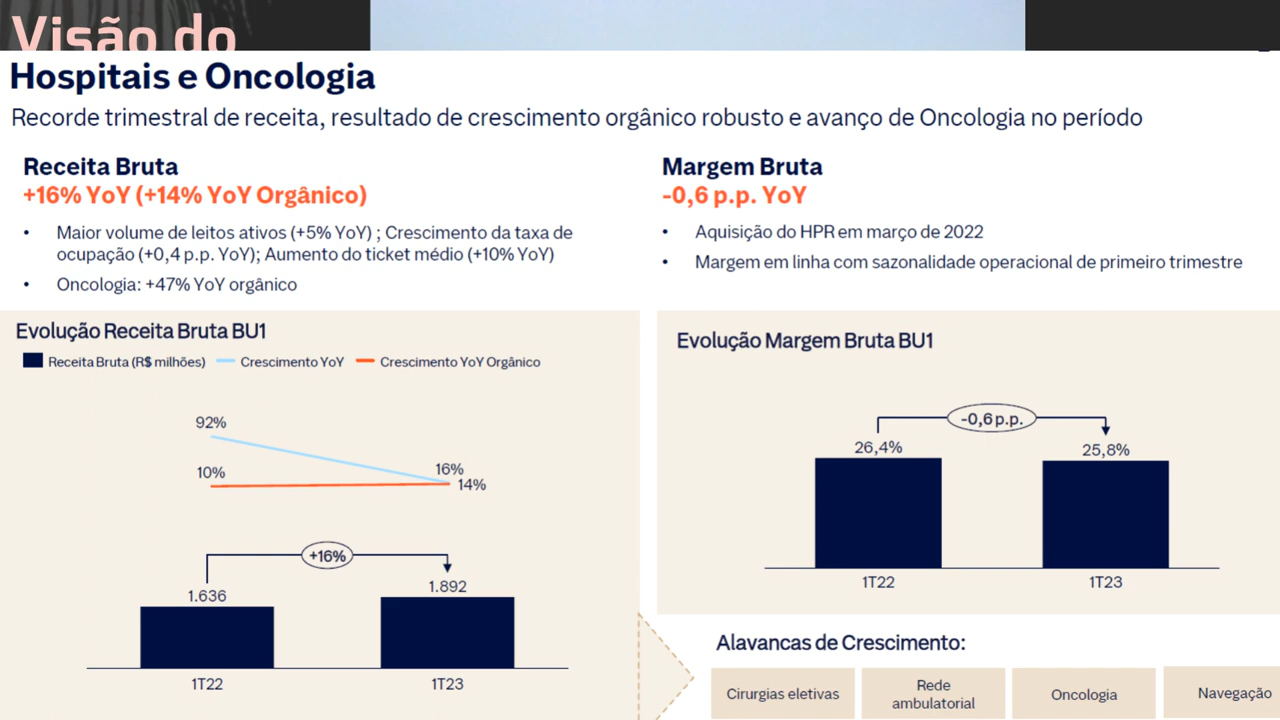 Visão do
Hospitais e Oncologia
Recorde trimestral de receita, resultado de crescimento orgânico robusto e avanço de Oncologia no período
Receita Bruta
+16% YoY (+14% YoY Orgânico)
• Maior volume de leitos ativos (+5% YoY) ; Crescimento da taxa de
ocupação (+0,4 p.p. YoY); Aumento do ticket médio (+10% YoY)
• Oncologia: +47% YoY orgânico
Margem Bruta
-0,6 p.p. YoY
• Aquisição do HPR em março de 2022
• Margem em linha com sazonalidade operacional de primeiro trimestre
Evolução Receita Bruta BU1
Receita Bruta (R$ milhões) Crescimento YoY Crescimento YoY Orgânico
92%
10%
16%
14%
+16%
1.636
1.892
1T22
1T23
Evolução Margem Bruta BU1
-0,6 p.p.
26,4%
25,8%
1T22
1T23
Alavancas de Crescimento:
Cirurgias eletivas
Rede
ambulatorial
Oncologia
Navegação